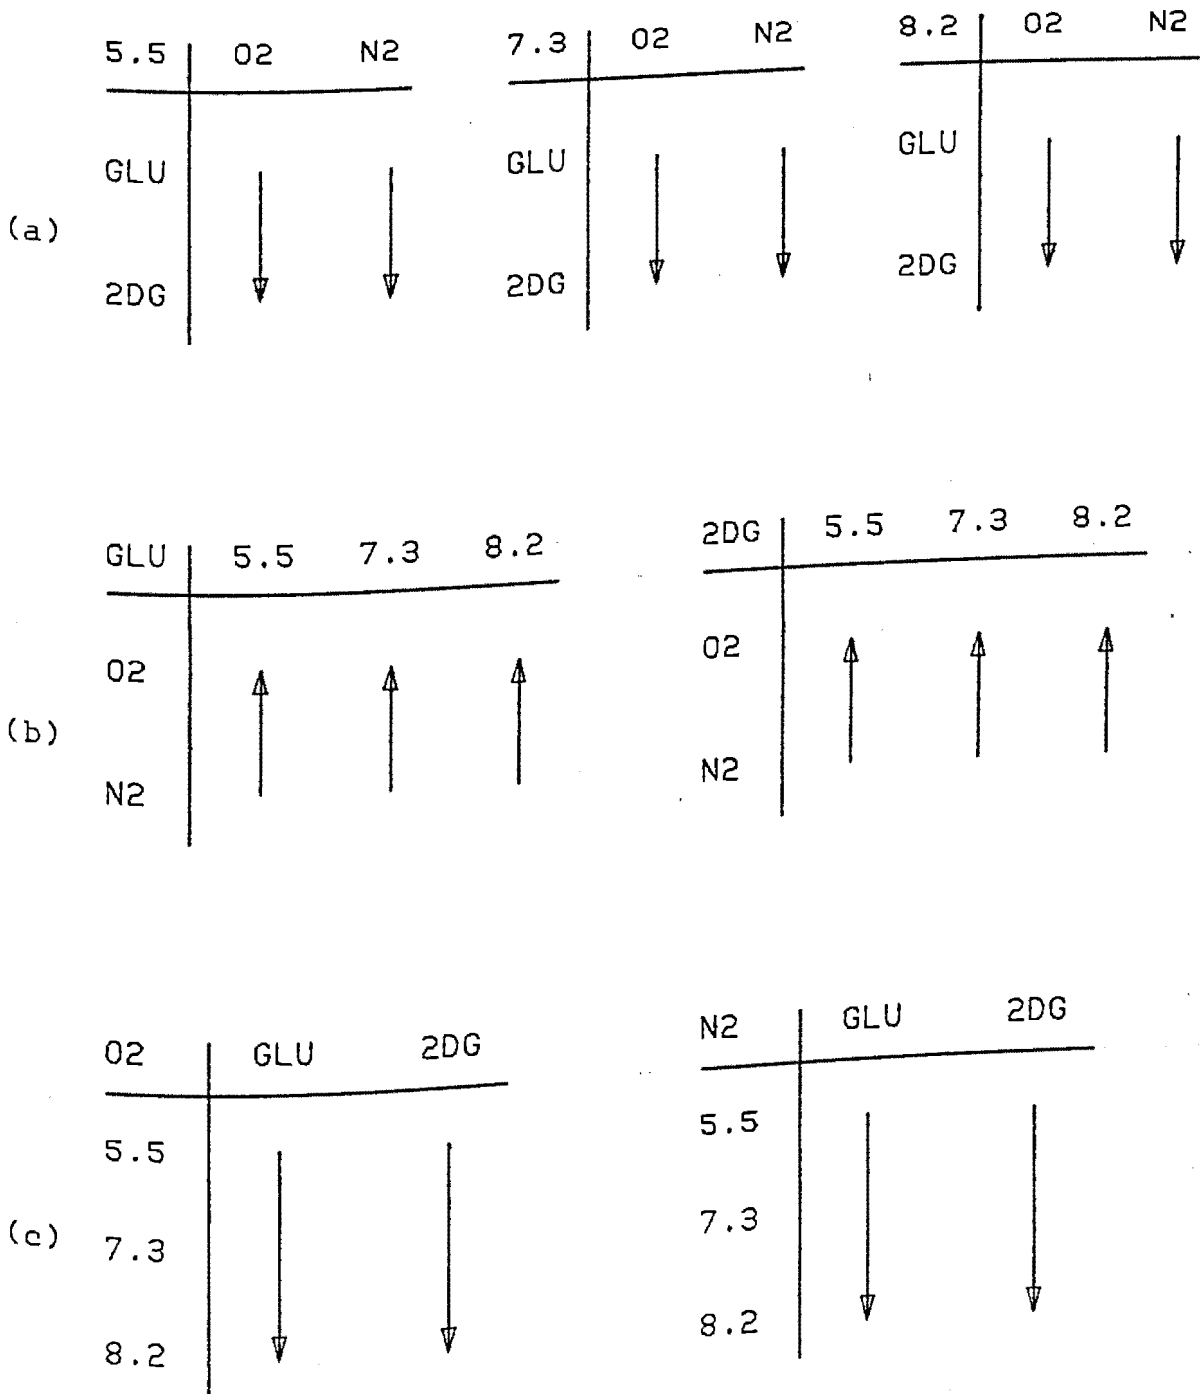 5.5 O2 N2
GLU
2DG
7.3 O2 N2
GLU
2DG
8.2 O2 N2
GLU
2DG
(a)
GLU 5.5 7.3 8.2
O2
N2
2DG 5.5 7.3 8.2
O2
N2
(b)
O2 GLU 2DG
5.5
7.3
8.2
N2 GLU 2DG
5.5
7.3
8.2
(c)